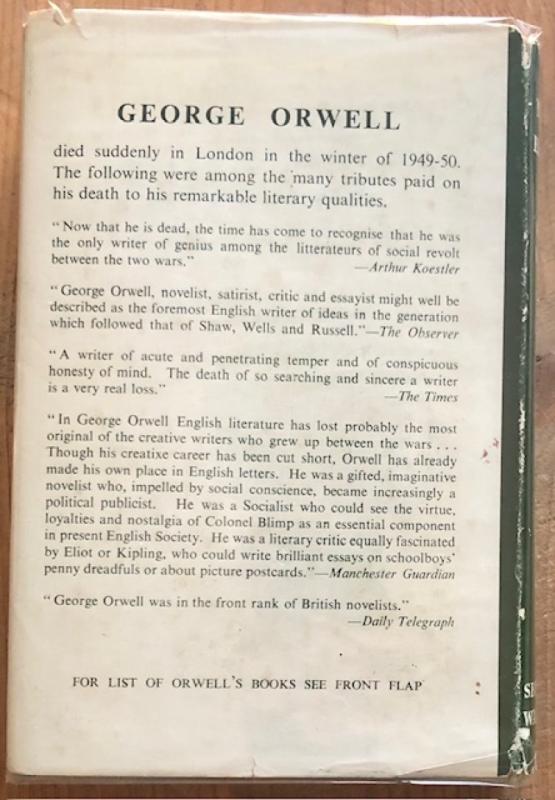 GEORGE ORWELL
died suddenly in London in the winter of 1949-50.
The following were among the many tributes paid on
his death to his remarkable literary qualities.
"Now that he is dead, the time has come to recognise that he was
the only writer of genius among the litterateurs of social revolt
between the two wars."
—Arthur Koestler
"George Orwell, novelist, satirist, critic and essayist might well be
described as the foremost English writer of ideas in the generation
which followed that of Shaw, Wells and Russell."—The Observer
"A writer of acute and penetrating temper and of conspicuous
honesty of mind. The death of so searching and sincere a writer
is a very real loss."
—The Times
"In George Orwell English literature has lost probably the most
original of the creative writers who grew up between the wars . . .
Though his creative career has been cut short, Orwell has already
made his own place in English letters. He was a gifted, imaginative
novelist who, impelled by social conscience, became increasingly a
political publicist. He was a Socialist who could see the virtue,
loyalties and nostalgia of Colonel Blimp as an essential component
in present English Society. He was a literary critic equally fascinated
by Eliot or Kipling, who could write brilliant essays on schoolboys'
penny dreadfuls or about picture postcards."—Manchester Guardian
"George Orwell was in the front rank of British novelists."
—Daily Telegraph
FOR LIST OF ORWELL'S BOOKS SEE FRONT FLAP